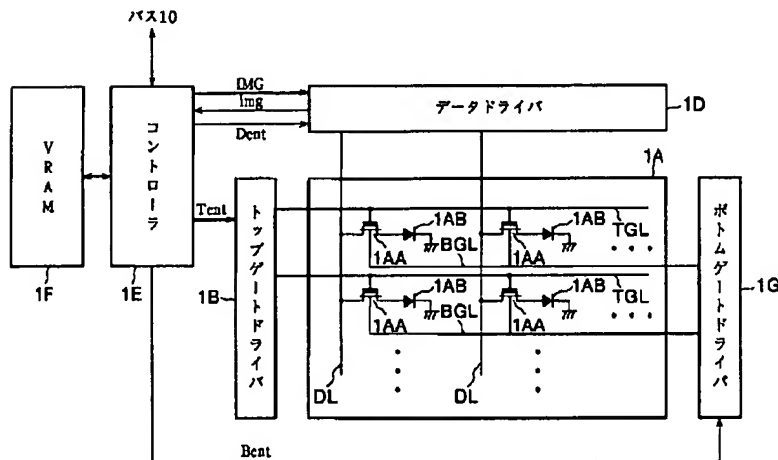 バス10
IMG
Img
Dcnt
データドライバ
1D
VRAM
1F
コントローラ
1E
Tcnt
トップゲートドライバ
1B
1A
1AB
1AB
TGL
1AA
BGL
1AA
1AB
1AB
TGL
1AA
BGL
1AA
DL
DL
ボトムゲートドライバ
1G
Bcnt